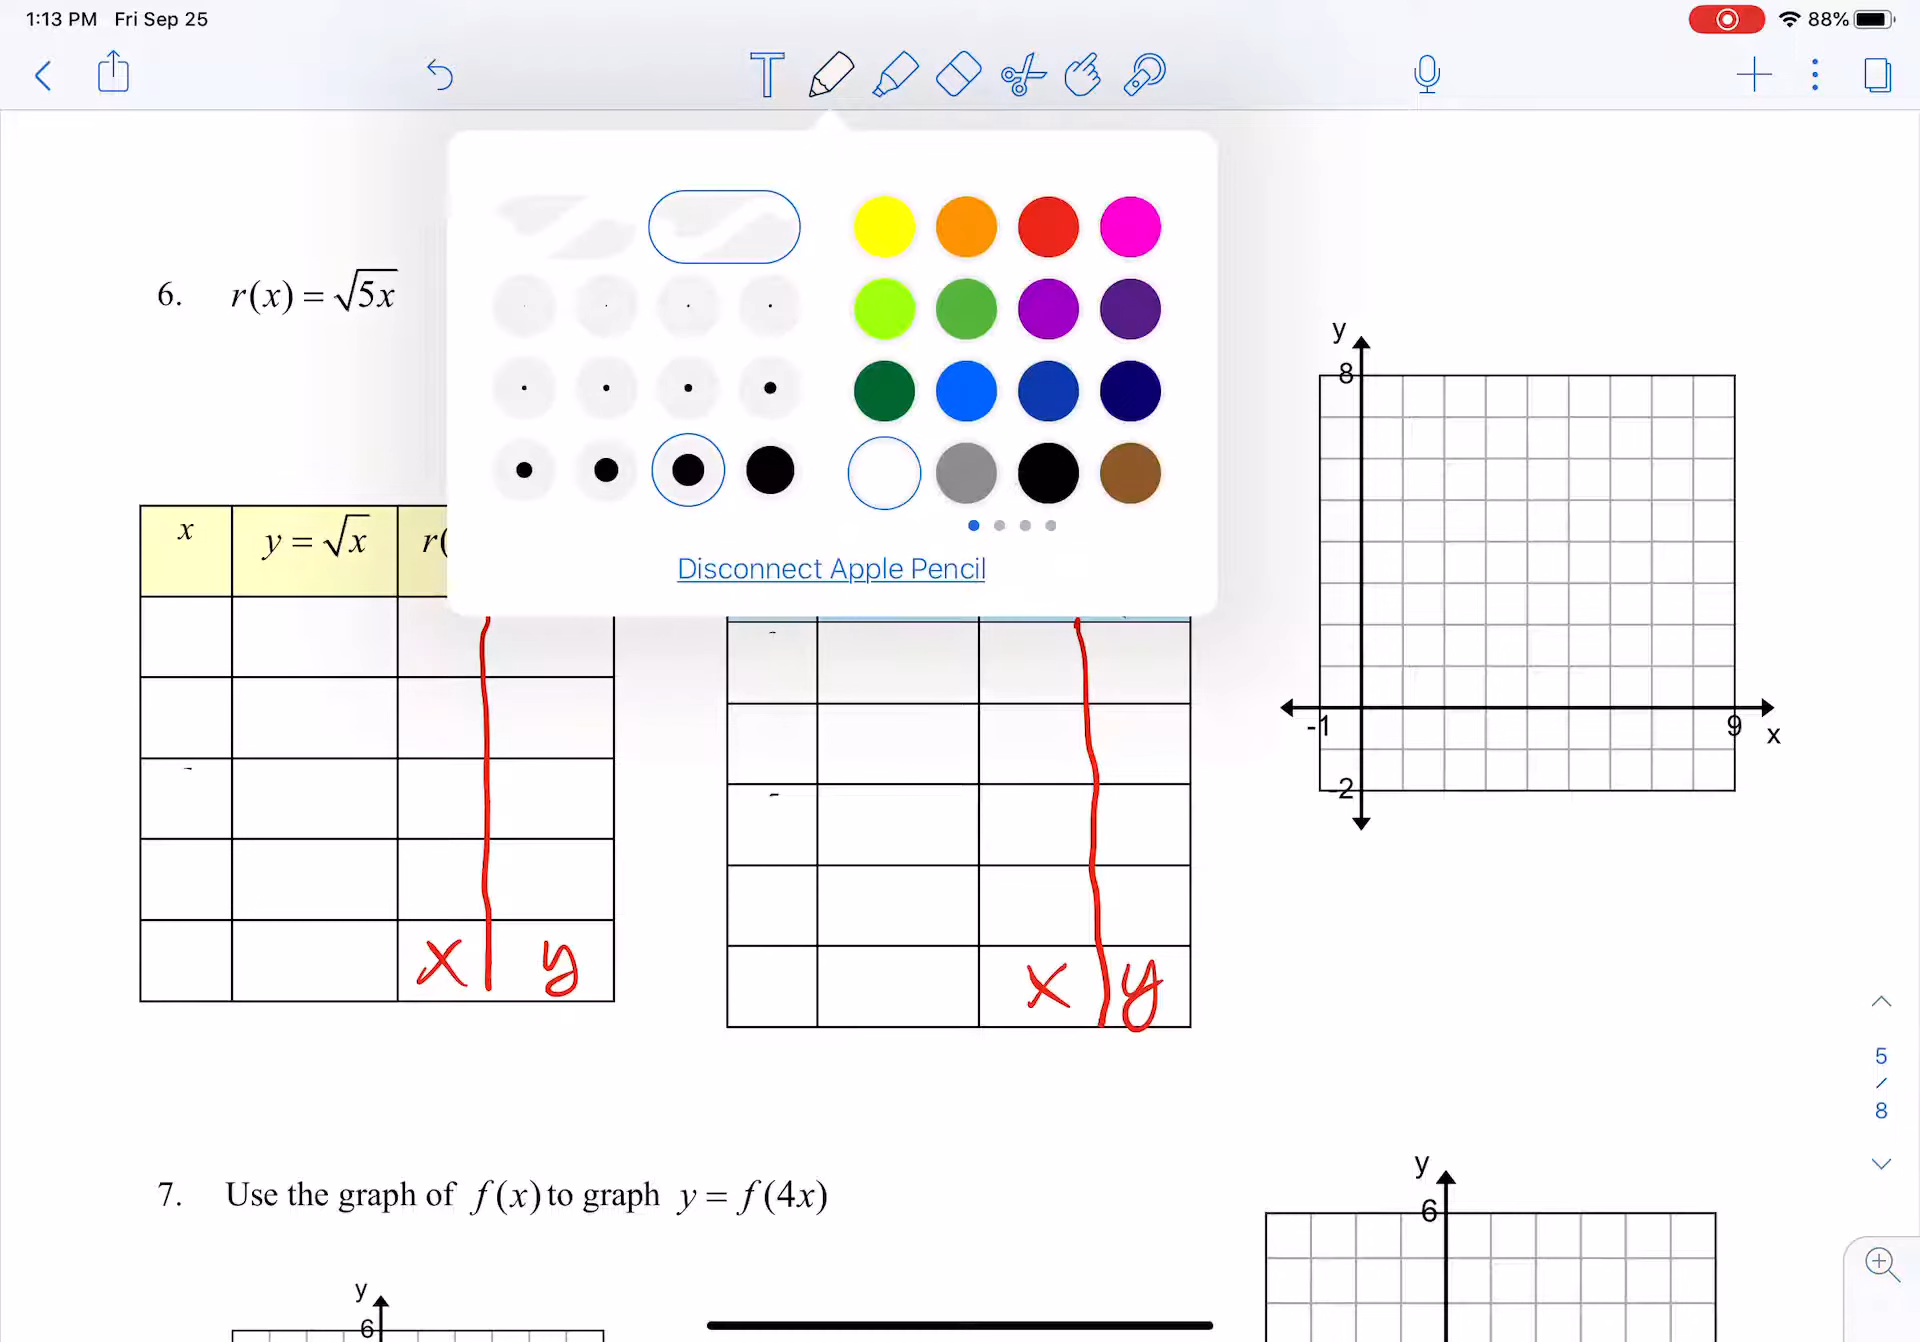 1:13 PM Fri Sep 25
88%
T
6. r(x) = √5x
x y = √x r(
Disconnect Apple Pencil
x y
x y
y
8
-1 9 x
-2
5
/
8
7. Use the graph of f(x) to graph y = f(4x)
y
6
y
6